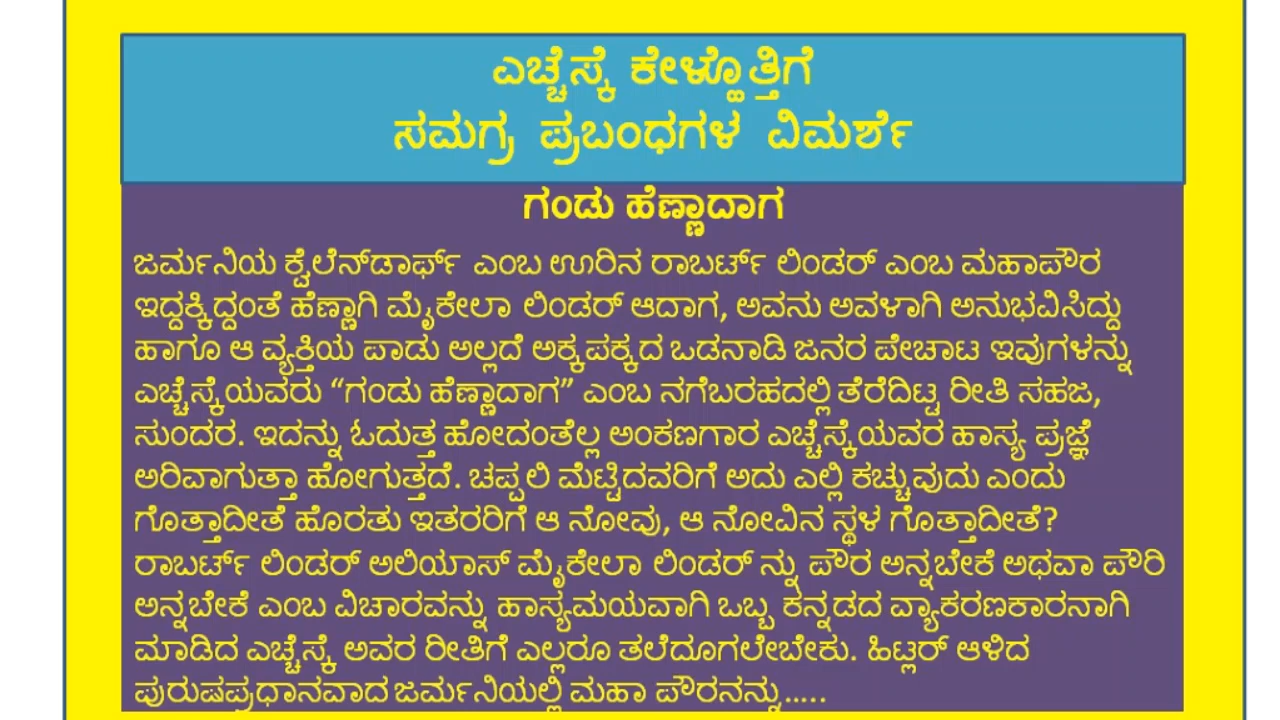 ಎಚ್ಚೆಸ್ಕೆ ಕೇಳ್ಹೊತ್ತಿಗೆ
ಸಮಗ್ರ ಪ್ರಬಂಧಗಳ ವಿಮರ್ಶೆ
ಗಂಡು ಹೆಣ್ಣಾದಾಗ
ಜರ್ಮನಿಯ ಕ್ವೆಲೆನ್‌ಡಾರ್ಫ್ ಎಂಬ ಊರಿನ ರಾಬರ್ಟ್ ಲಿಂಡರ್ ಎಂಬ ಮಹಾಪೌರ
ಇದ್ದಕ್ಕಿದ್ದಂತೆ ಹೆಣ್ಣಾಗಿ ಮೈಕೇಲಾ ಲಿಂಡರ್ ಆದಾಗ, ಅವನು ಅವಳಾಗಿ ಅನುಭವಿಸಿದ್ದು
ಹಾಗೂ ಆ ವ್ಯಕ್ತಿಯ ಪಾಡು ಅಲ್ಲದೆ ಅಕ್ಕಪಕ್ಕದ ಒಡನಾಡಿ ಜನರ ಪೇಚಾಟ ಇವುಗಳನ್ನು
ಎಚ್ಚೆಸ್ಕೆಯವರು “ಗಂಡು ಹೆಣ್ಣಾದಾಗ” ಎಂಬ ನಗೆಬರಹದಲ್ಲಿ ತೆರೆದಿಟ್ಟ ರೀತಿ ಸಹಜ,
ಸುಂದರ. ಇದನ್ನು ಓದುತ್ತ ಹೋದಂತೆಲ್ಲ ಅಂಕಣಗಾರ ಎಚ್ಚೆಸ್ಕೆಯವರ ಹಾಸ್ಯ ಪ್ರಜ್ಞೆ
ಅರಿವಾಗುತ್ತಾ ಹೋಗುತ್ತದೆ. ಚಪ್ಪಲಿ ಮೆಟ್ಟಿದವರಿಗೆ ಅದು ಎಲ್ಲಿ ಕಚ್ಚುವುದು ಎಂದು
ಗೊತ್ತಾದೀತೆ ಹೊರತು ಇತರರಿಗೆ ಆ ನೋವು, ಆ ನೋವಿನ ಸ್ಥಳ ಗೊತ್ತಾದೀತೆ?
ರಾಬರ್ಟ್ ಲಿಂಡರ್ ಅಲಿಯಾಸ್ ಮೈಕೇಲಾ ಲಿಂಡರ್ ನ್ನು ಪೌರ ಅನ್ನಬೇಕೆ ಅಥವಾ ಪೌರಿ
ಅನ್ನಬೇಕೆ ಎಂಬ ವಿಚಾರವನ್ನು ಹಾಸ್ಯಮಯವಾಗಿ ಒಬ್ಬ ಕನ್ನಡದ ವ್ಯಾಕರಣಕಾರನಾಗಿ
ಮಾಡಿದ ಎಚ್ಚೆಸ್ಕೆ ಅವರ ರೀತಿಗೆ ಎಲ್ಲರೂ ತಲೆದೂಗಲೇಬೇಕು. ಹಿಟ್ಲರ್ ಆಳಿದ
ಪುರುಷಪ್ರಧಾನವಾದ ಜರ್ಮನಿಯಲ್ಲಿ ಮಹಾ ಪೌರನನ್ನು.....